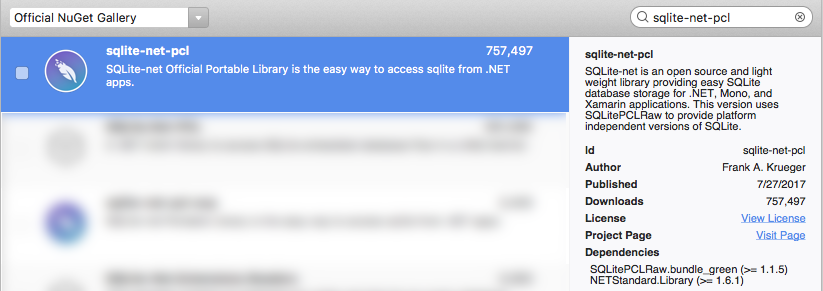 Official NuGet Gallery
sqlite-net-pcl
sqlite-net-pcl 757,497
SQLite-net Official Portable Library is the easy way to access sqlite from .NET
apps.
sqlite-net-pcl
SQLite-net is an open source and light
weight library providing easy SQLite
database storage for .NET, Mono, and
Xamarin applications. This version uses
SQLitePCLRaw to provide platform
independent versions of SQLite.
Id sqlite-net-pcl
Author Frank A. Krueger
Published 7/27/2017
Downloads 757,497
License View License
Project Page Visit Page
Dependencies
SQLitePCLRaw.bundle_green (>= 1.1.5)
NETStandard.Library (>= 1.6.1)